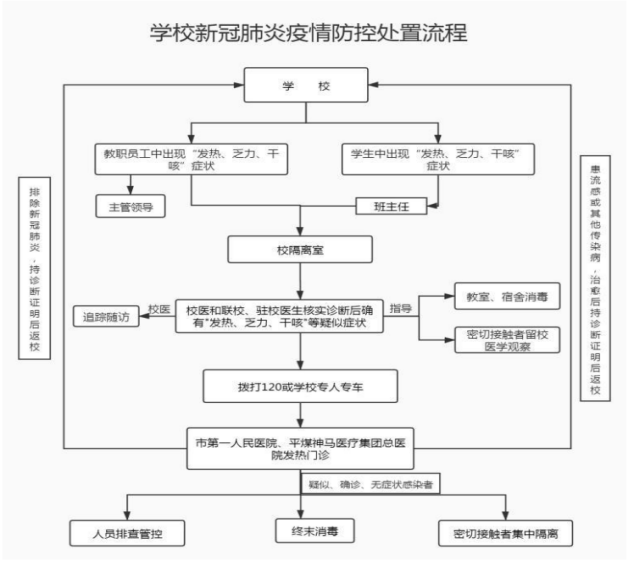 学校新冠肺炎疫情防控处置流程
学 校
教职员工中出现“发热、乏力、干
咳”症状
学生中出现“发热、乏力、干咳”
症状
主管领导
班主任
排除新冠肺炎，持诊断证明后返校
患流感或其他传染病，治愈后持诊断证明后返校
校隔离室
校医和联校、驻校医生核实诊断后确
有"发热、乏力、干咳"等疑似症状
校医
追踪随访
指导
教室、宿舍消毒
密切接触者留校
医学观察
拨打120或学校专人专车
市第一人民医院、平煤神马医疗集团总医
院发热门诊
疑似、确诊、无症状感染者
人员排查管控
终末消毒
密切接触者集中隔离